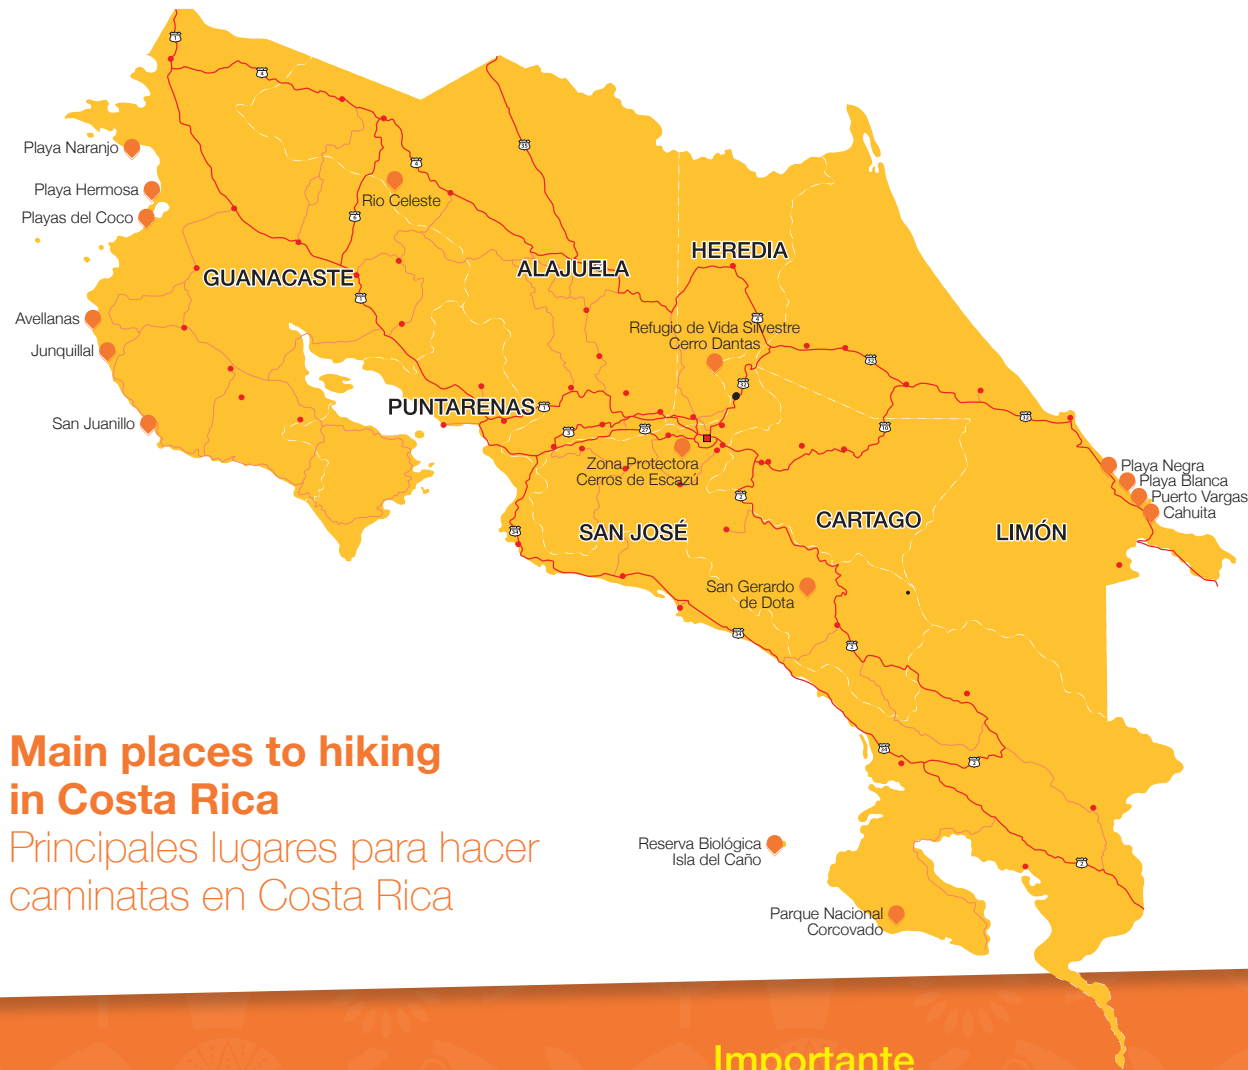 Playa Naranjo
Playa Hermosa
Playas del Coco
Rio Celeste
GUANACASTE
ALAJUELA
HEREDIA
Avellanas
Junquillal
San Juanillo
Refugio de Vida Silvestre
Cerro Dantas
PUNTARENAS
Zona Protectora
Cerros de Escazú
SAN JOSÉ
CARTAGO
LIMÓN
Playa Negra
Playa Blanca
Puerto Vargas
Cahuita
San Gerardo
de Dota
Main places to hiking
in Costa Rica
Principales lugares para hacer
caminatas en Costa Rica
Reserva Biológica
Isla del Caño
Parque Nacional
Corcovado
Importante